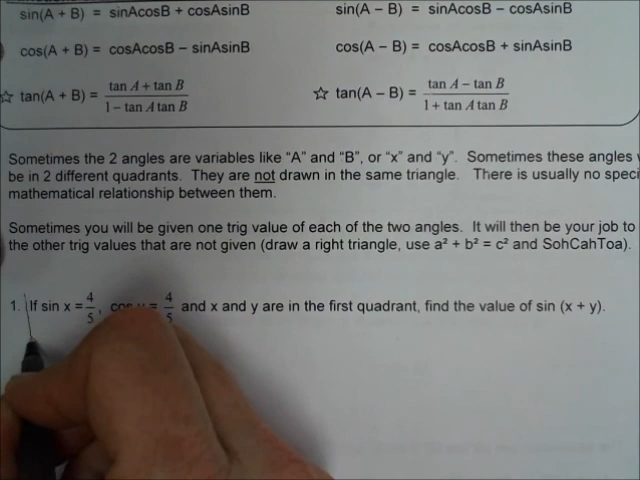 sin(A + B) = sinAcosB + cosAsinB
sin(A − B) = sinAcosB − cosAsinB
cos(A + B) = cosAcosB − sinAsinB
cos(A − B) = cosAcosB + sinAsinB
☆ tan(A + B) = (tan A + tan B)/(1 − tan A tan B)
☆ tan(A − B) = (tan A − tan B)/(1 + tan A tan B)
Sometimes the 2 angles are variables like “A” and “B”, or “x” and “y”. Sometimes these angles
be in 2 different quadrants. They are not drawn in the same triangle. There is usually no speci
mathematical relationship between them.
Sometimes you will be given one trig value of each of the two angles. It will then be your job to
the other trig values that are not given (draw a right triangle, use a² + b² = c² and SohCahToa).
1. If sin x = 4/5, cos y = 4/5 and x and y are in the first quadrant, find the value of sin (x + y).